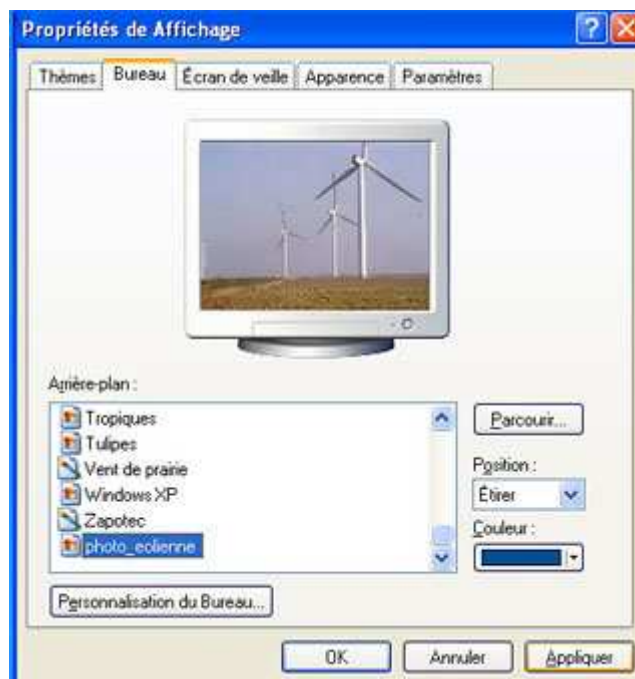 Propriétés de Affichage
Thèmes Bureau Écran de veille Apparence Paramètres
Arrière-plan :
Tropiques
Tulipes
Vent de prairie
Windows XP
Zapotec
photo_eolienne
Parcourir...
Position :
Étirer
Couleur :
Personnalisation du Bureau...
OK Annuler Appliquer